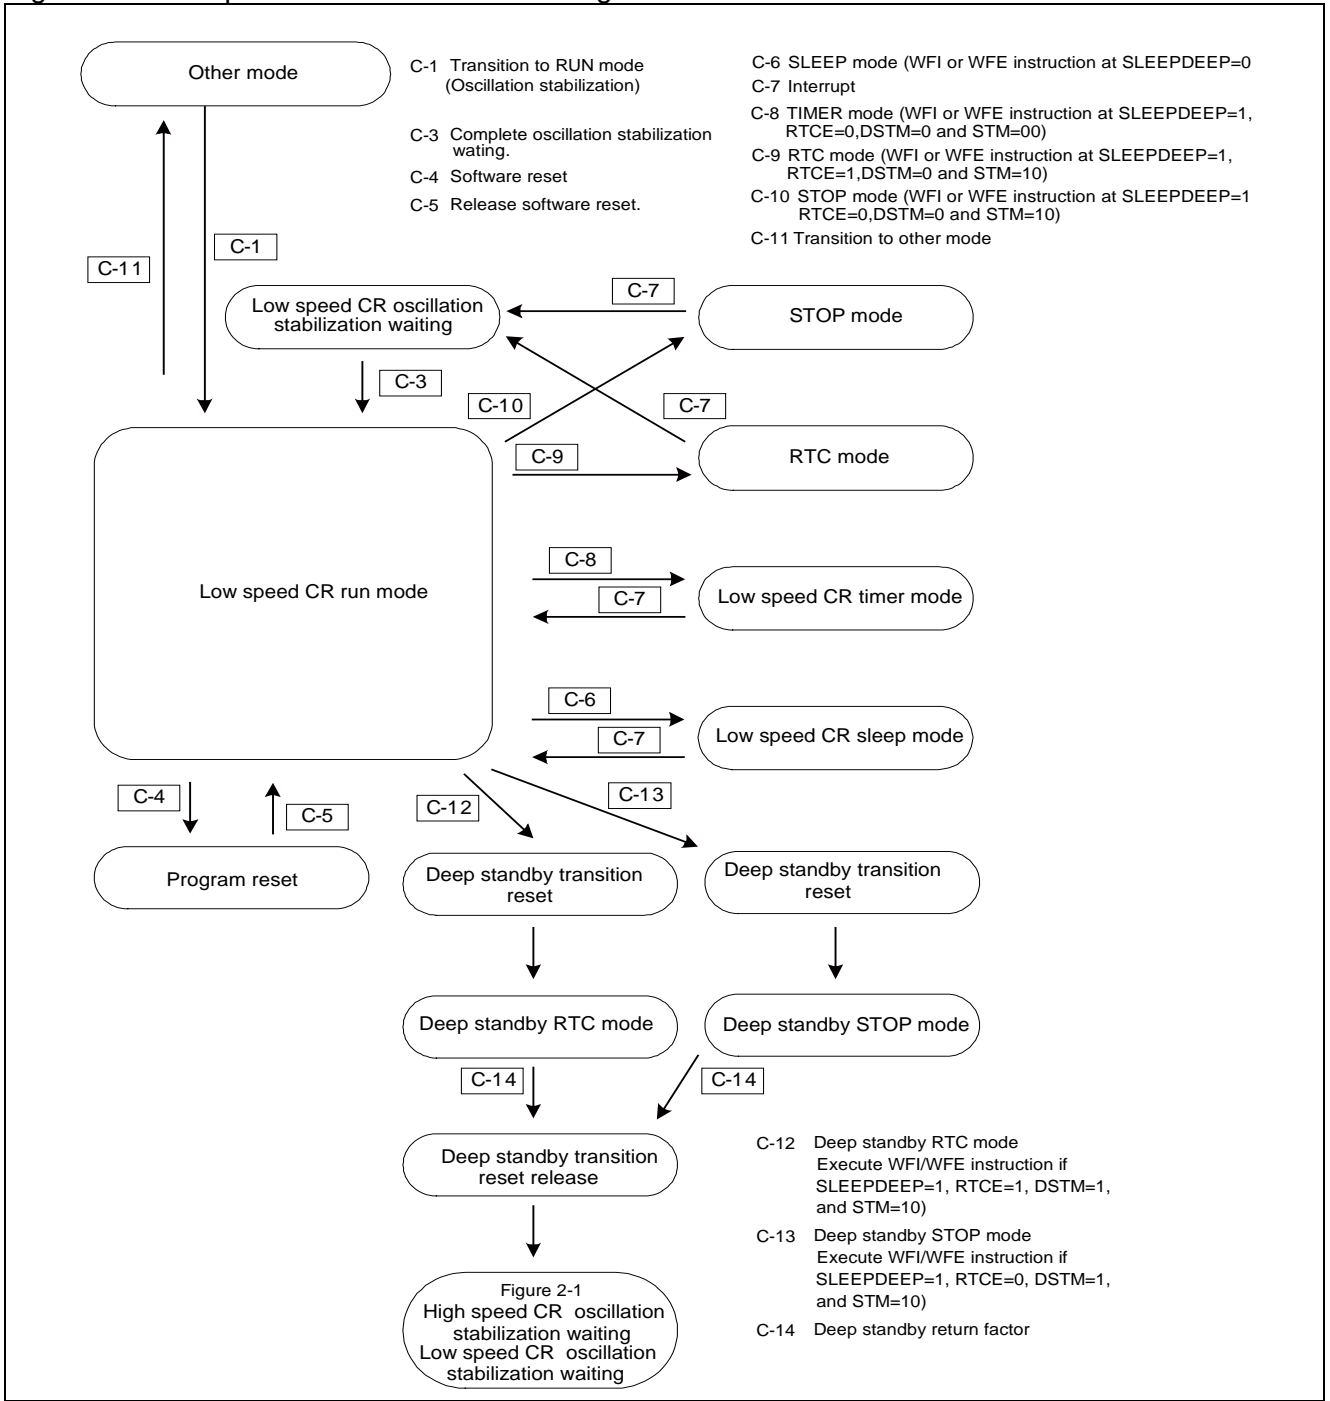 Other mode
C-1 Transition to RUN mode
(Oscillation stabilization)
C-3 Complete oscillation stabilization
wating.
C-4 Software reset
C-5 Release software reset.
C-6 SLEEP mode (WFI or WFE instruction at SLEEPDEEP=0
C-7 Interrupt
C-8 TIMER mode (WFI or WFE instruction at SLEEPDEEP=1,
RTCE=0,DSTM=0 and STM=00)
C-9 RTC mode (WFI or WFE instruction at SLEEPDEEP=1,
RTCE=1,DSTM=0 and STM=10)
C-10 STOP mode (WFI or WFE instruction at SLEEPDEEP=1
RTCE=0,DSTM=0 and STM=10)
C-11 Transition to other mode
C-1
C-11
Low speed CR oscillation
stabilization waiting
C-7
STOP mode
C-3
C-10
C-7
C-9
RTC mode
Low speed CR run mode
C-8
C-7
Low speed CR timer mode
C-6
C-7
Low speed CR sleep mode
C-4
C-5
C-12
C-13
Program reset
Deep standby transition
reset
Deep standby transition
reset
Deep standby RTC mode
Deep standby STOP mode
C-14
C-14
Deep standby transition
reset release
Figure 2-1
High speed CR oscillation
stabilization waiting
Low speed CR oscillation
stabilization waiting
C-12 Deep standby RTC mode
Execute WFI/WFE instruction if
SLEEPDEEP=1, RTCE=1, DSTM=1,
and STM=10)
C-13 Deep standby STOP mode
Execute WFI/WFE instruction if
SLEEPDEEP=1, RTCE=0, DSTM=1,
and STM=10)
C-14 Deep standby return factor